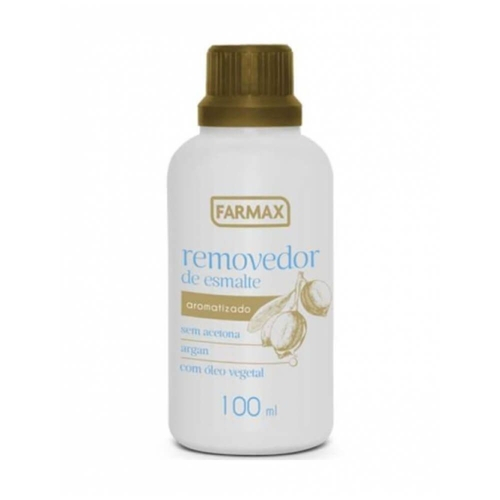 FARMAX
removedor
de esmalte
aromatizado
sem acetona
argan
com óleo vegetal
100 ml